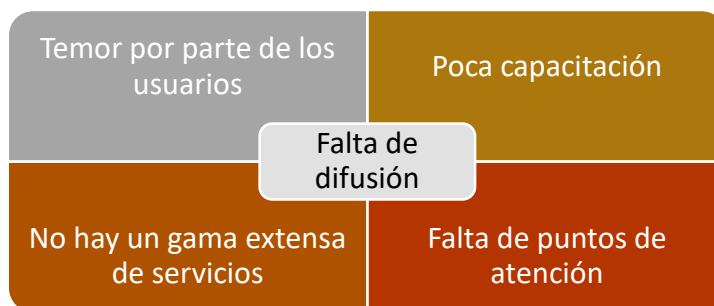 Temor por parte de los
usuarios
Poca capacitación
Falta de
difusión
No hay un gama extensa
de servicios
Falta de puntos de
atención